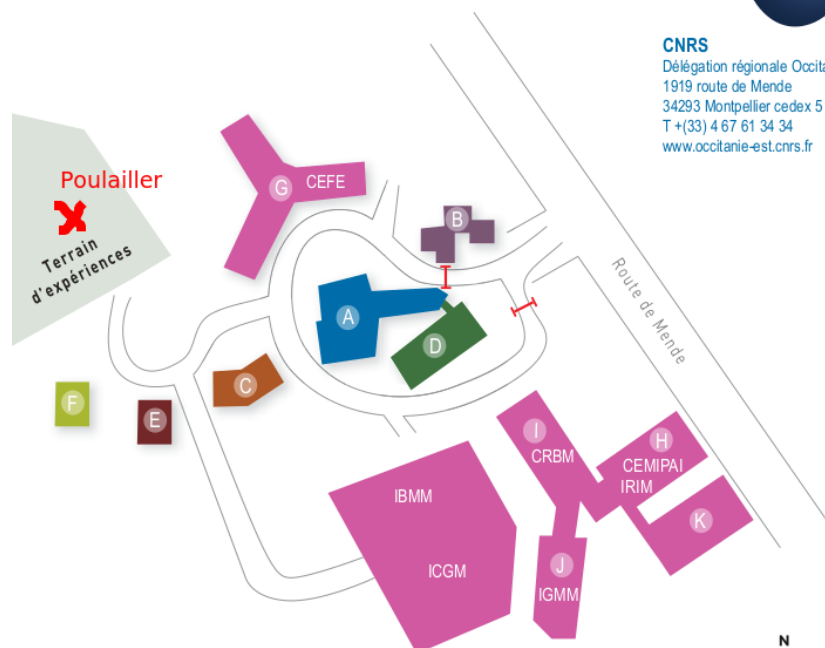 CNRS
Délégation régionale Occita
1919 route de Mende
34293 Montpellier cedex 5
T +(33) 4 67 61 34 34
www.occitanie-est.cnrs.fr
Poulailler
Terrain
d'expériences
G CEFE
B
A
D
C
F
E
Route de Mende
I
CRBM
H
CEMIPAI
IRIM
K
IBMM
ICGM
J
IGMM
N